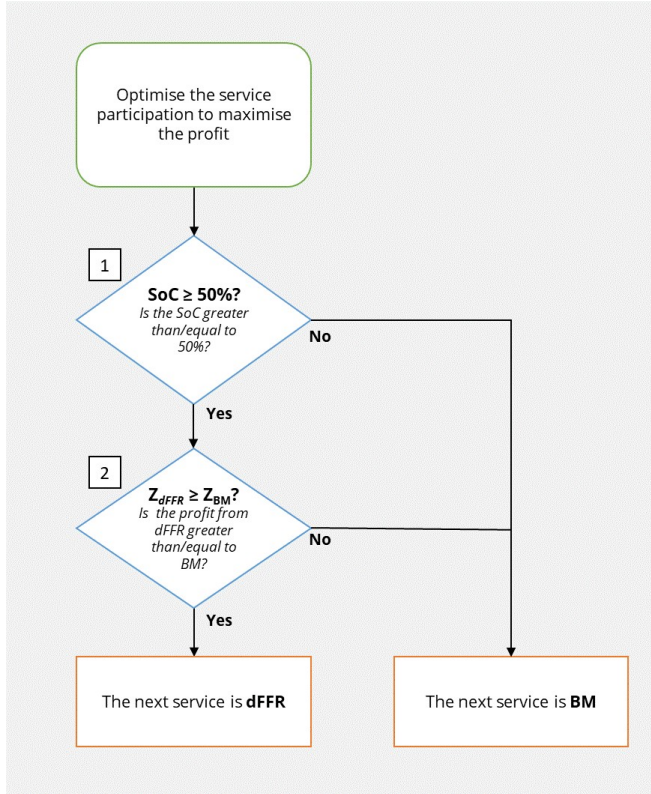 Optimise the service
participation to maximise
the profit
1
SoC ≥ 50%?
Is the SoC greater
than/equal to
50%?
No
Yes
2
Z_dFFR ≥ Z_BM?
Is the profit from
dFFR greater
than/equal to
BM?
No
Yes
The next service is dFFR
The next service is BM